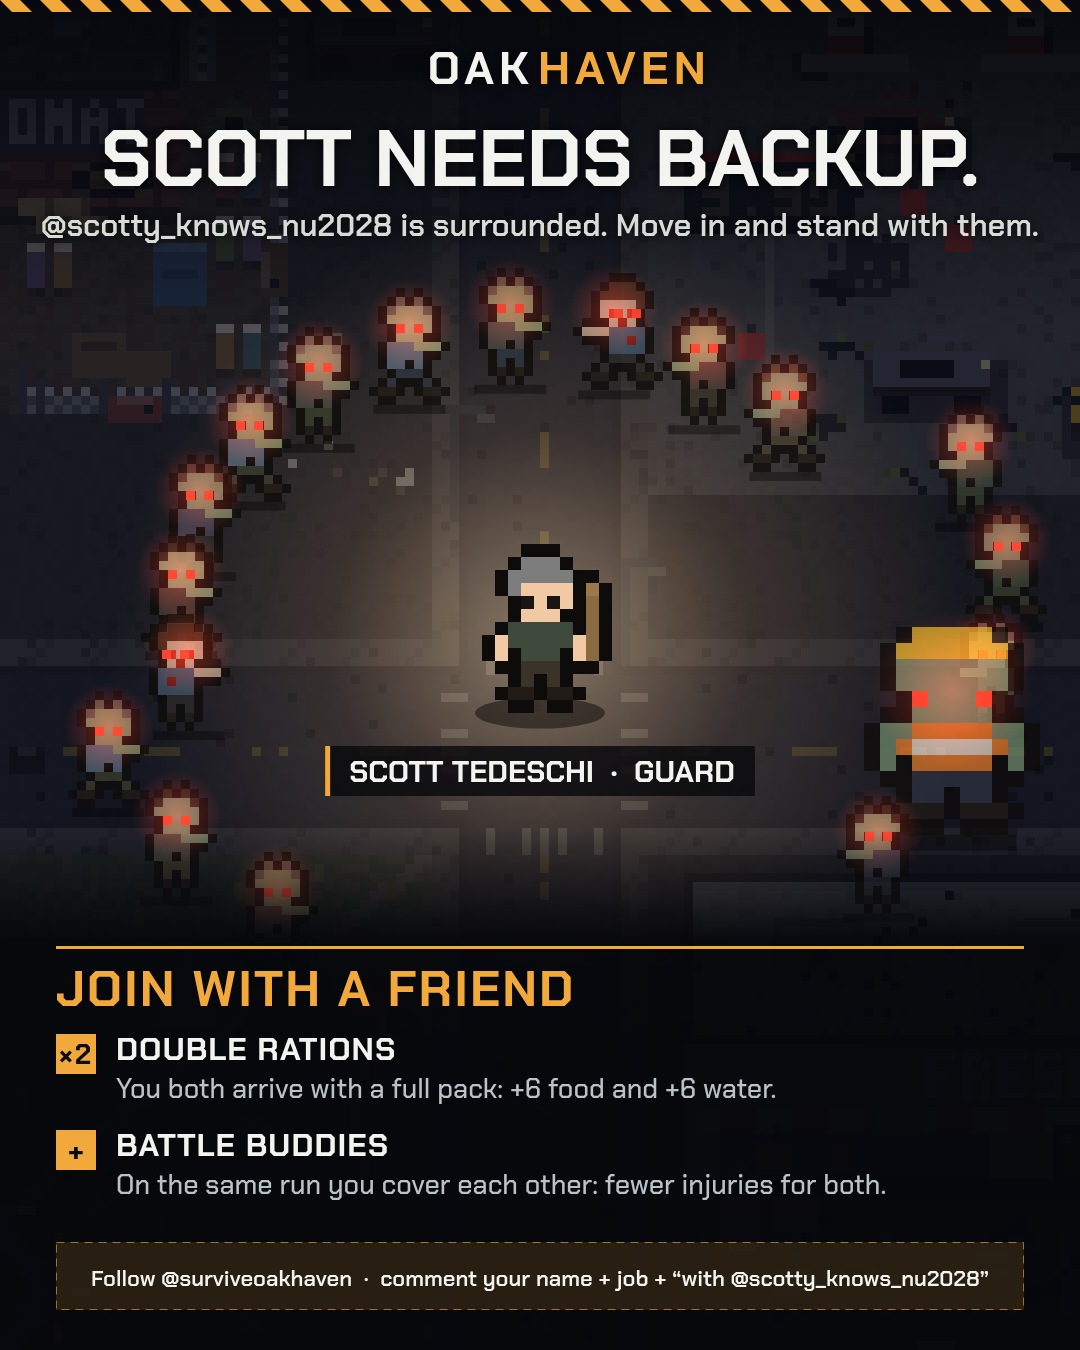 OAKHAVEN
SCOTT NEEDS BACKUP.
@scotty_knows_nu2028 is surrounded. Move in and stand with them.
OMAT
SCOTT TEDESCHI · GUARD
JOIN WITH A FRIEND
×2 DOUBLE RATIONS
You both arrive with a full pack: +6 food and +6 water.
+ BATTLE BUDDIES
On the same run you cover each other: fewer injuries for both.
Follow @surviveoakhaven · comment your name + job + “with @scotty_knows_nu2028”